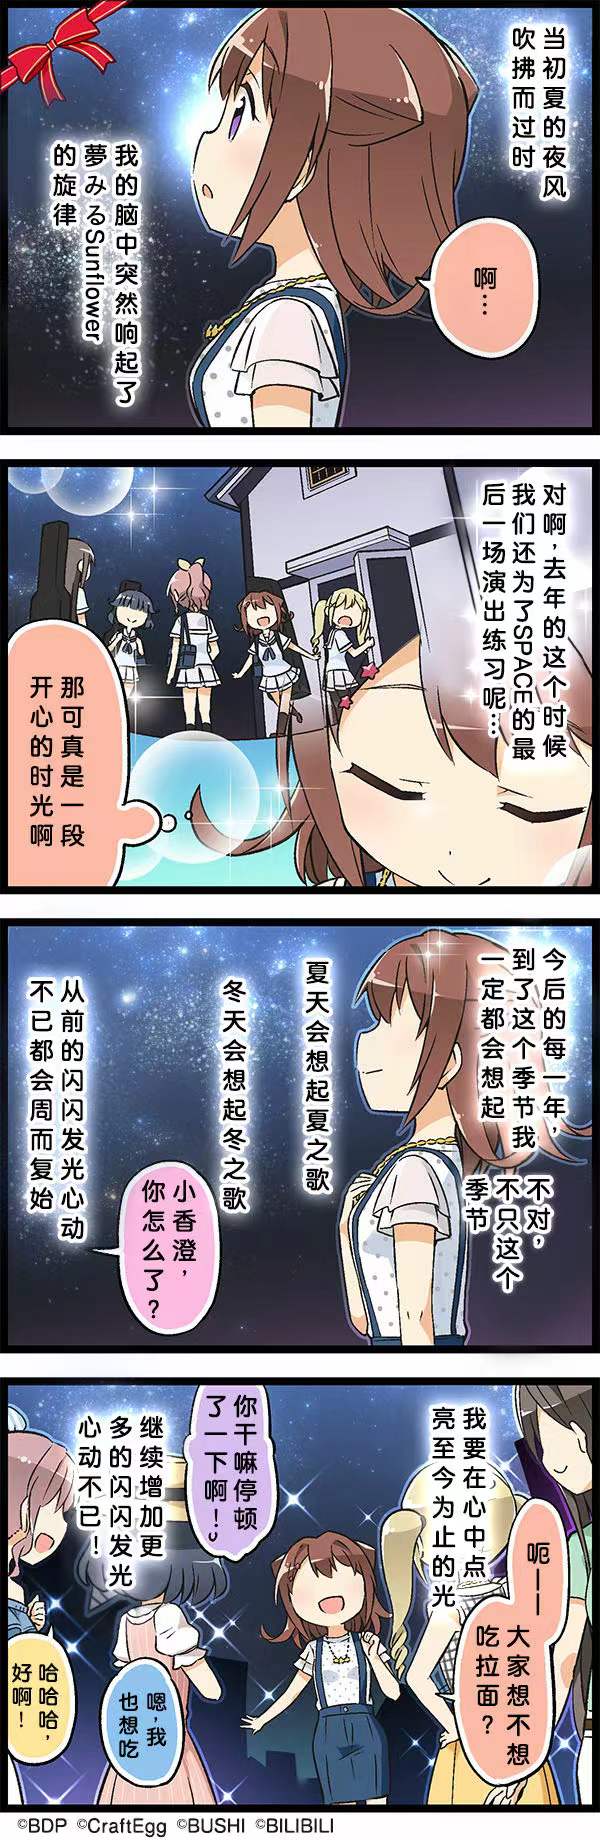 当初夏的夜风
吹拂而过时
啊…
我的脑中突然响起了
夢みるSunflower
的旋律
对啊，去年的这个时候
我们还为了SPACE的最
后一场演出练习呢…
那可真是一段
开心的时光啊
今后的每一年，
到了这个季节我
一定都会想起
不对，
不只这个
季节
夏天会想起夏之歌
冬天会想起冬之歌
从前的闪闪发光心动
不已都会周而复始
小香澄，
你怎么了？
我要在心中点
亮至今为止的光
你干嘛停顿
了一下啊！
继续增加更
多的闪闪发光
心动不已！
呃——
大家想不想
吃拉面？
嗯，我
也想吃
哈哈哈，
好啊！
©BDP ©CraftEgg ©BUSHI ©BILIBILI